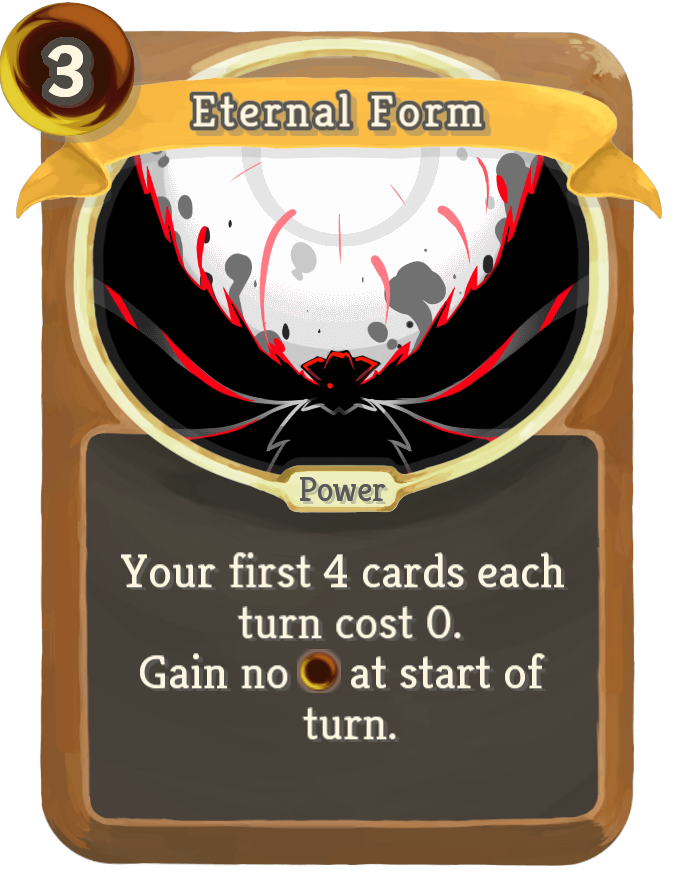 3
Eternal Form
Power
Your first 4 cards each
turn cost 0.
Gain no at start of
turn.